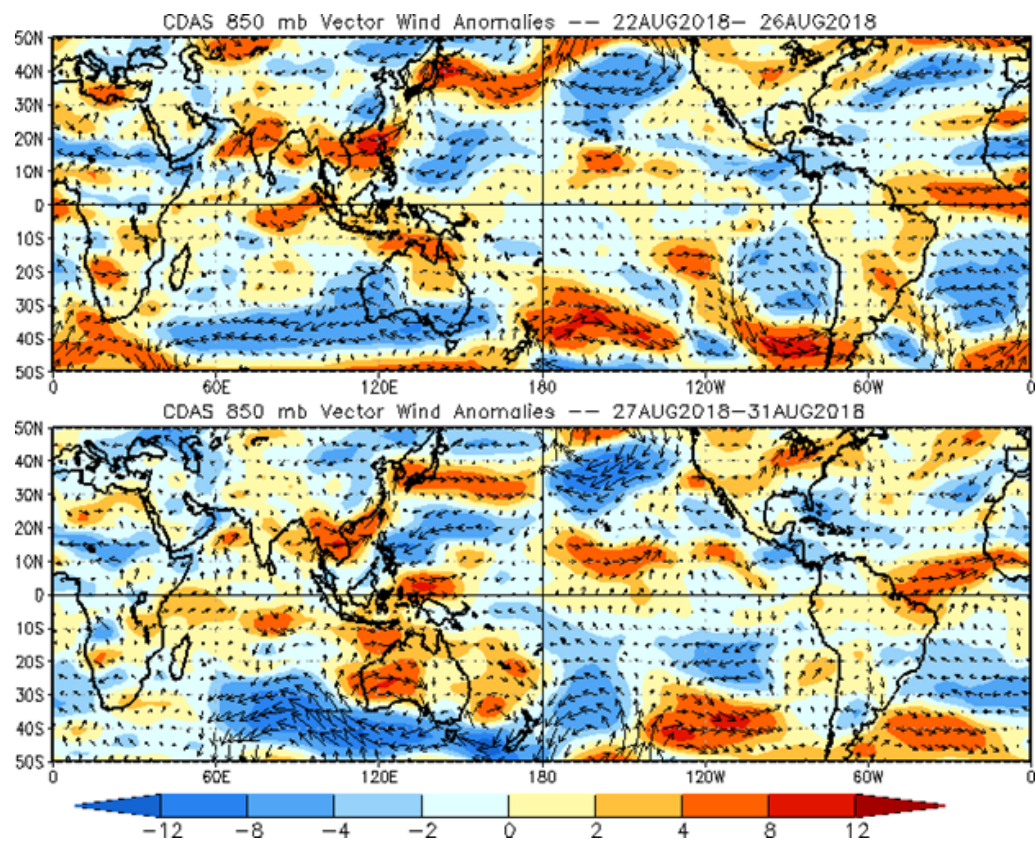 CDAS 850 mb Vector Wind Anomalies -- 22AUG2018- 26AUG2018
50N
40N
30N
20N
10N
0
10S
20S
30S
40S
50S
0 60E 120E 180 120W 60W 0
CDAS 850 mb Vector Wind Anomalies -- 27AUG2018-31AUG2018
50N
40N
30N
20N
10N
0
10S
20S
30S
40S
50S
0 60E 120E 180 120W 60W 0
-12 -8 -4 -2 0 2 4 8 12